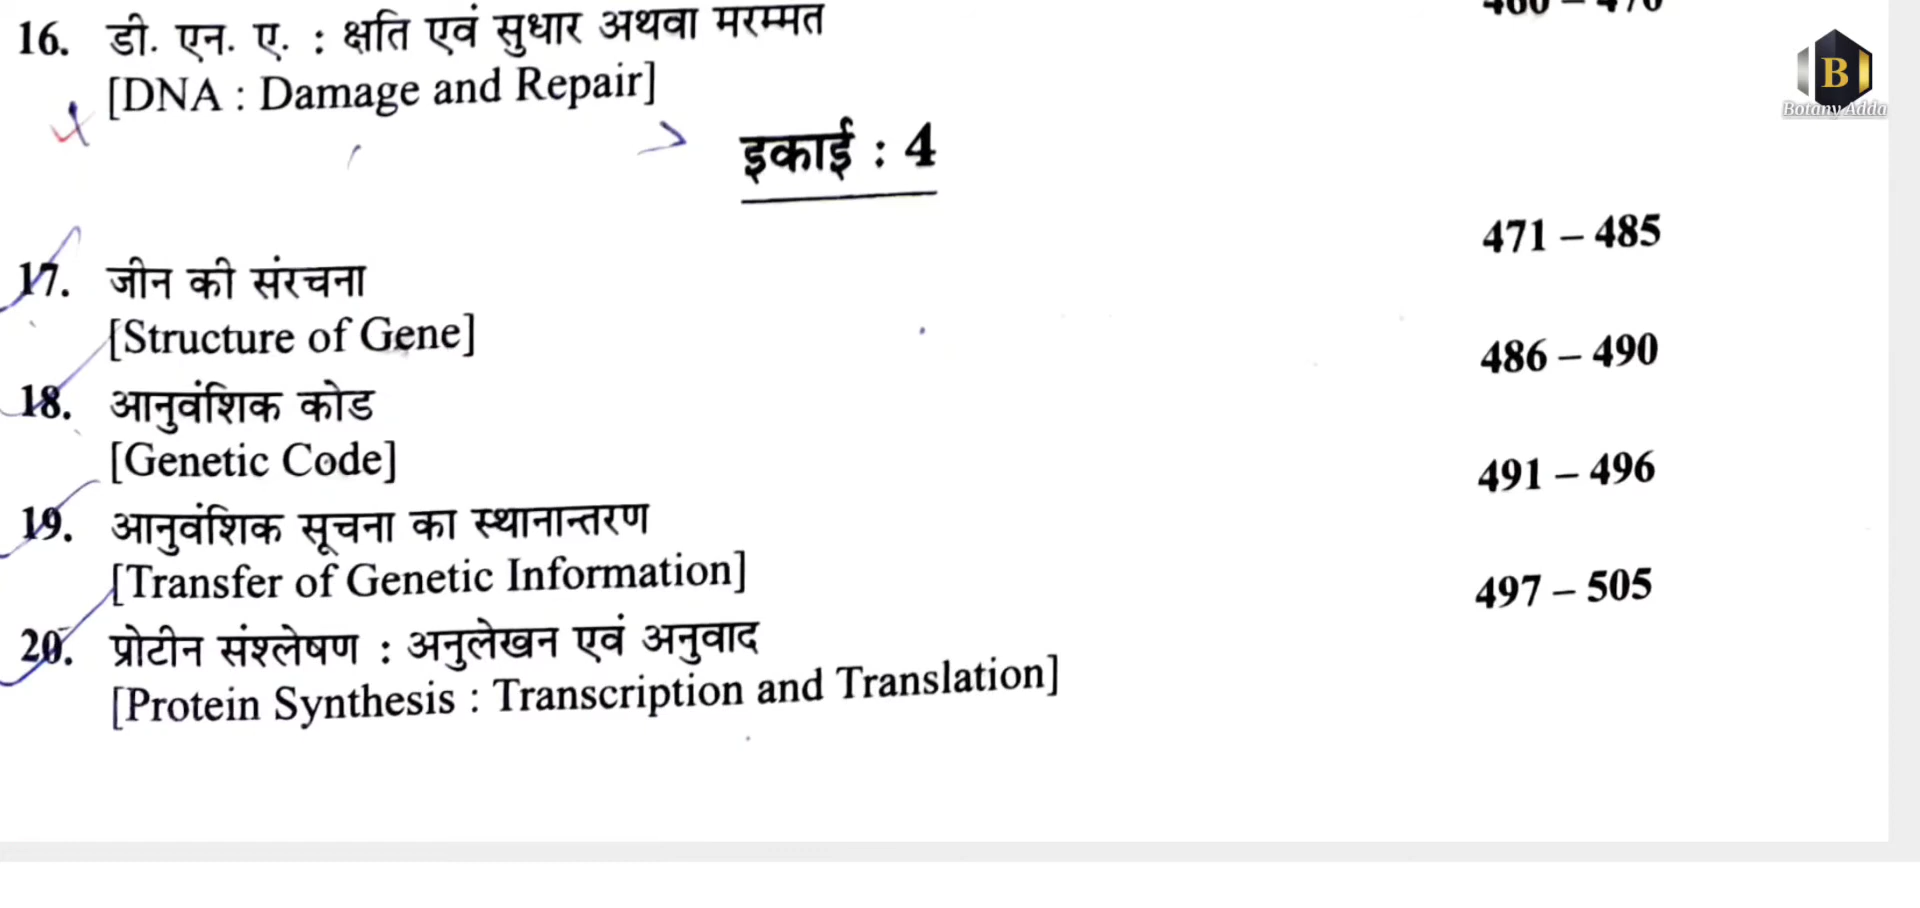 16. डी. एन. ए. : क्षति एवं सुधार अथवा मरम्मत
[DNA : Damage and Repair]
460 – 470
B
Botany Adda
इकाई : 4
17. जीन की संरचना 471 – 485
[Structure of Gene]
18. आनुवंशिक कोड 486 – 490
[Genetic Code]
19. आनुवंशिक सूचना का स्थानान्तरण 491 – 496
[Transfer of Genetic Information]
20. प्रोटीन संश्लेषण : अनुलेखन एवं अनुवाद 497 – 505
[Protein Synthesis : Transcription and Translation]